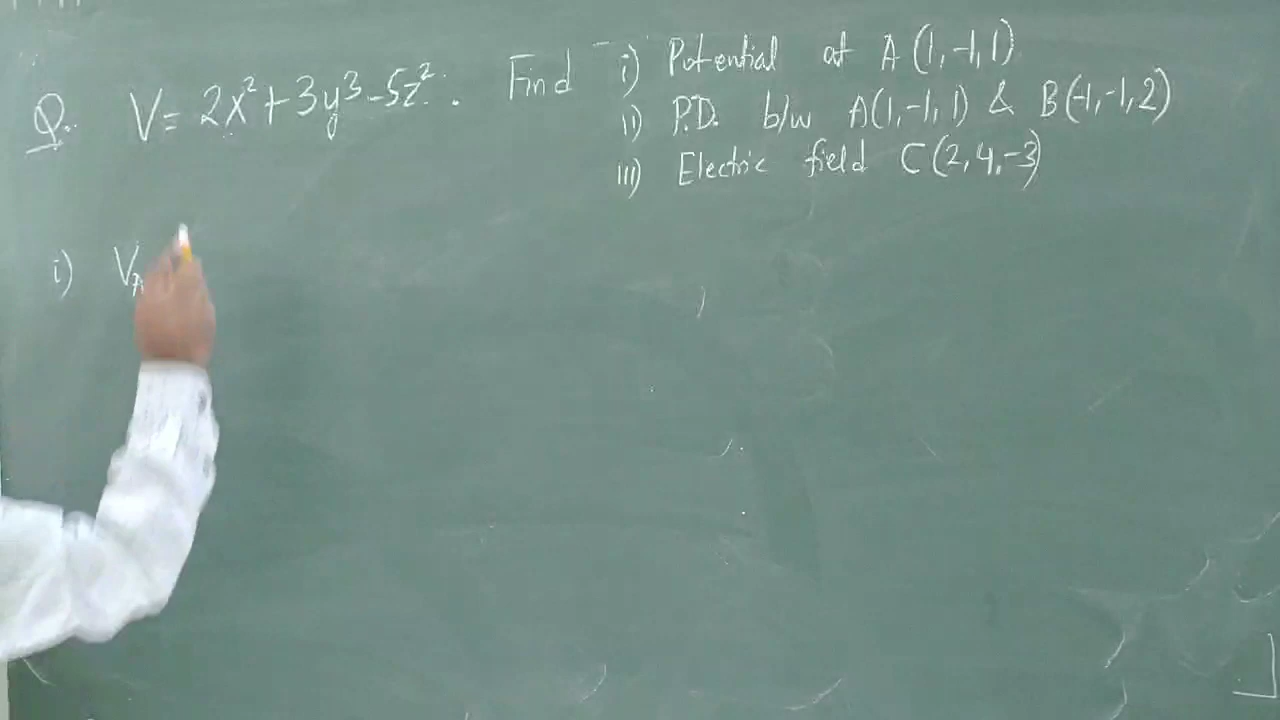 Q. V = 2x² + 3y³ - 5z². Find i) Potential at A (1, -1, 1)
ii) P.D. b/w A(1, -1, 1) & B(-1, -1, 2)
iii) Electric field C(2, 4, -3)
i) V_A